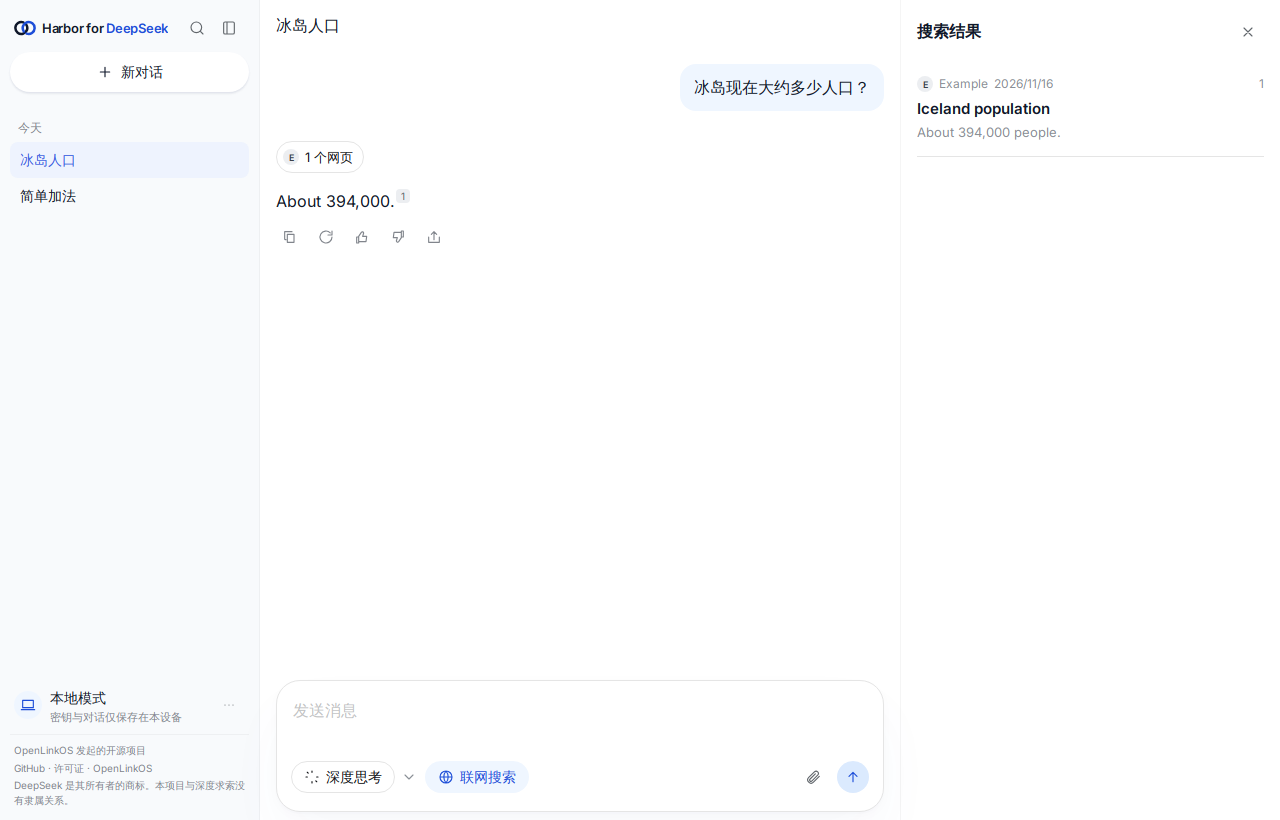 Harbor for DeepSeek
新对话
今天
冰岛人口
简单加法
本地模式
密钥与对话仅保存在本设备
OpenLinkOS 发起的开源项目
GitHub · 许可证 · OpenLinkOS
DeepSeek 是其所有者的商标。本项目与深度求索没
有隶属关系。
冰岛人口
冰岛现在大约多少人口？
E 1 个网页
About 394,000. 1
发送消息
深度思考
联网搜索
搜索结果
E Example 2026/11/16 1
Iceland population
About 394,000 people.